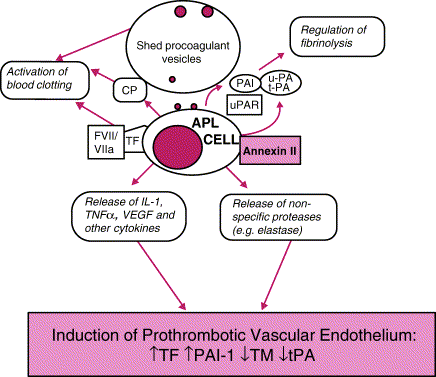 Shed procoagulant
vesicles
Regulation of
fibrinolysis
Activation of
blood clotting
CP
PAI
u-PA
t-PA
uPAR
FVII/
VIIa
TF
APL
CELL
Annexin II
Release of IL-1,
TNFα, VEGF and
other cytokines
Release of non-
specific proteases
(e.g. elastase)
Induction of Prothrombotic Vascular Endothelium:
↑TF ↑PAI-1 ↓TM ↓tPA